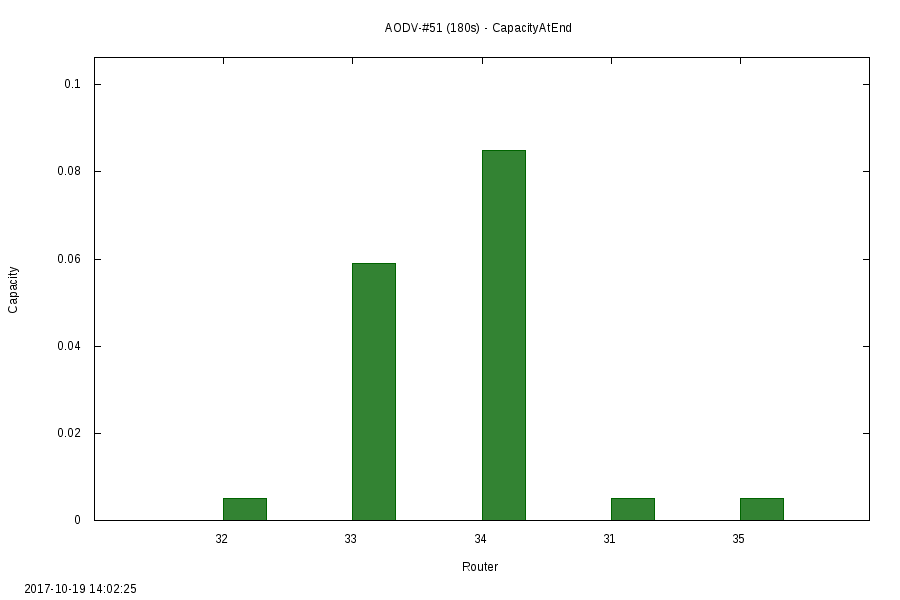 AODV-#51 (180s) - CapacityAtEnd
0.1
0.08
0.06
0.04
0.02
0
Capacity
32 33 34 31 35
Router
2017-10-19 14:02:25